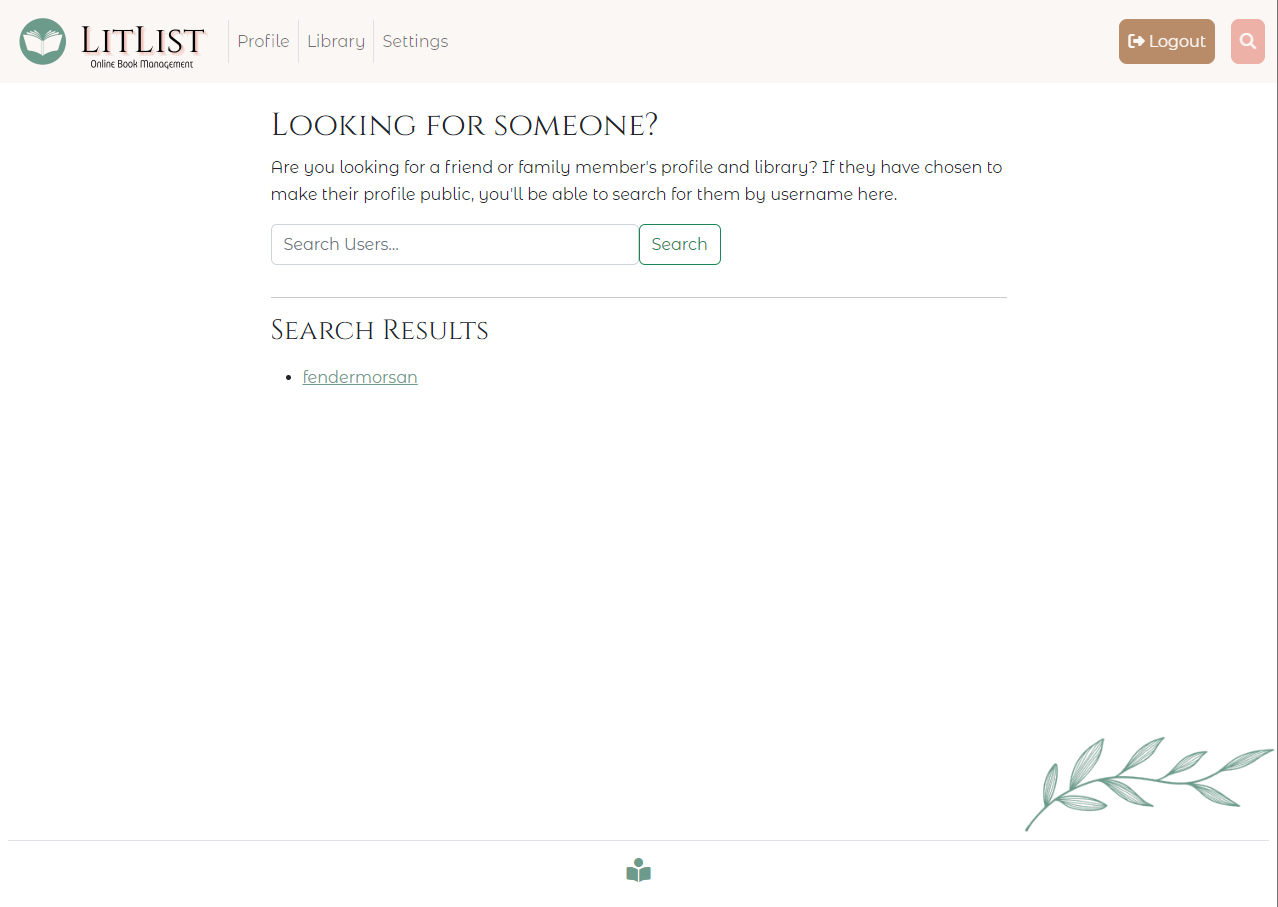 LitList
Online Book Management
Profile
Library
Settings
Logout
Looking for someone?
Are you looking for a friend or family member's profile and library? If they have chosen to
make their profile public, you'll be able to search for them by username here.
Search Users...
Search
Search Results
fendermorsan